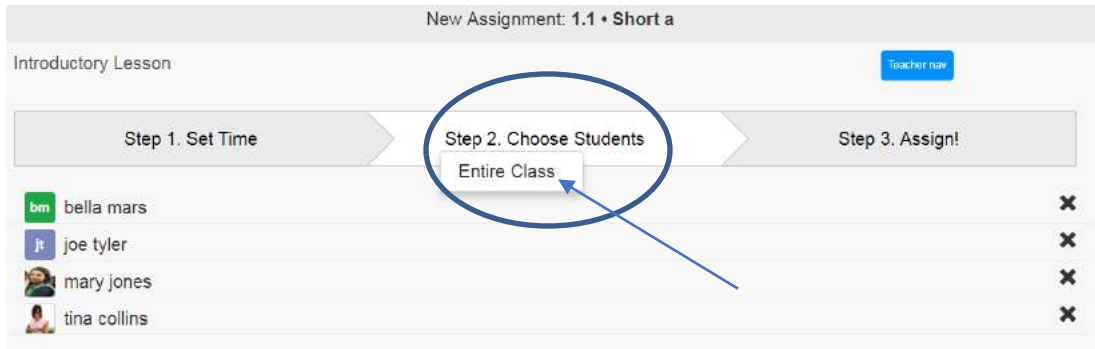 New Assignment: 1.1 • Short a
Introductory Lesson
Teacher nav
Step 1. Set Time
Step 2. Choose Students
Step 3. Assign!
Entire Class
bm bella mars
jt joe tyler
mary jones
tina collins